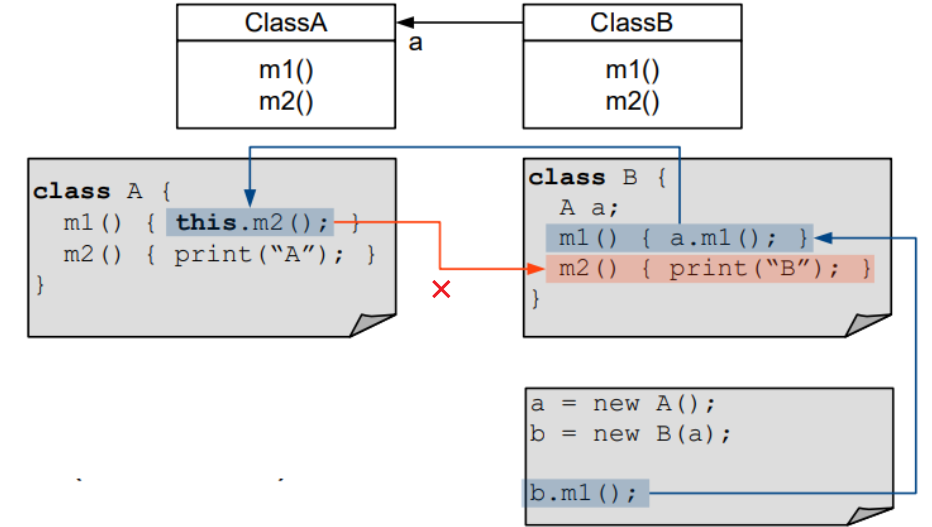 ClassA
m1()
m2()
a
ClassB
m1()
m2()
class A {
m1() { this.m2(); }
m2() { print(“A”); }
}
class B {
A a;
m1() { a.m1(); }
m2() { print(“B”); }
}
a = new A();
b = new B(a);
b.m1();